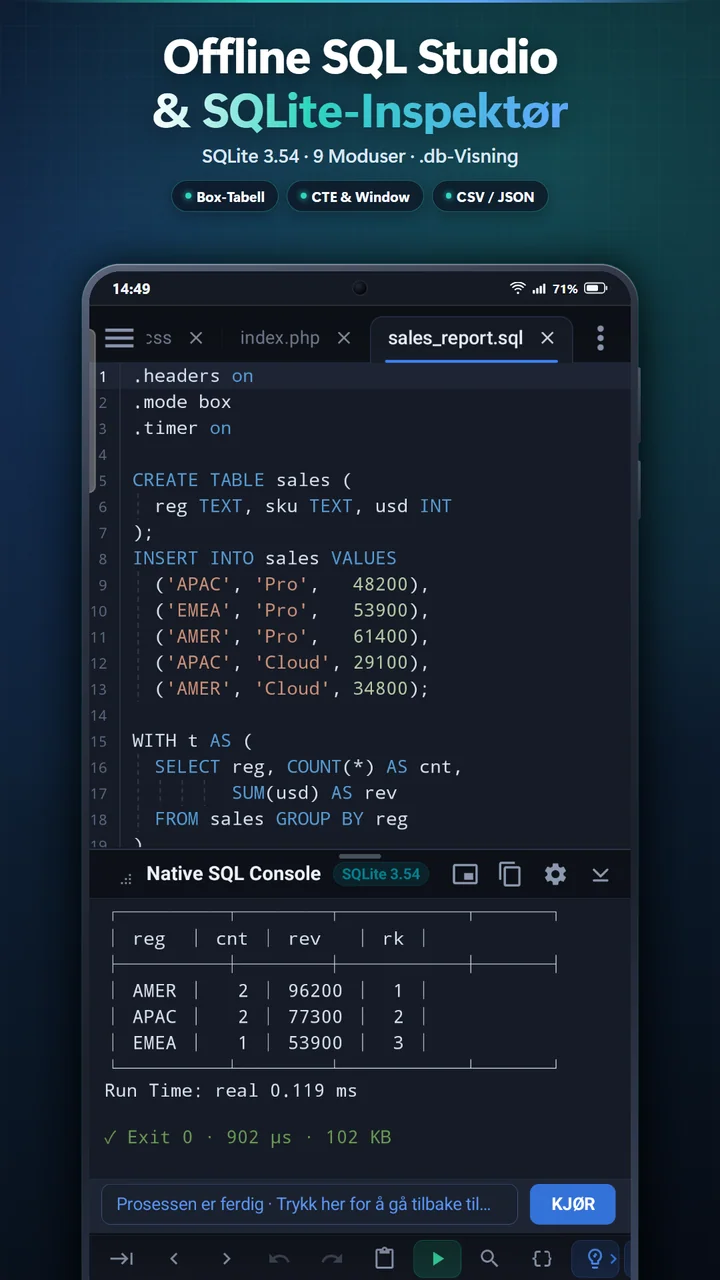 Offline SQL Studio
& SQLite-Inspektør
SQLite 3.54 · 9 Moduser · .db-Visning
Box-Tabell
CTE & Window
CSV / JSON
14:49
71%
css
index.php
sales_report.sql
1 .headers on
2 .mode box
3 .timer on
4
5 CREATE TABLE sales (
6 reg TEXT, sku TEXT, usd INT
7 );
8 INSERT INTO sales VALUES
9 ('APAC', 'Pro', 48200),
10 ('EMEA', 'Pro', 53900),
11 ('AMER', 'Pro', 61400),
12 ('APAC', 'Cloud', 29100),
13 ('AMER', 'Cloud', 34800);
14
15 WITH t AS (
16 SELECT reg, COUNT(*) AS cnt,
17 SUM(usd) AS rev
18 FROM sales GROUP BY reg
19 )
Native SQL Console
SQLite 3.54
│ reg │ cnt │ rev │ rk │
│ AMER │ 2 │ 96200 │ 1 │
│ APAC │ 2 │ 77300 │ 2 │
│ EMEA │ 1 │ 53900 │ 3 │
Run Time: real 0.119 ms
✓ Exit 0 · 902 µs · 102 KB
Prosessen er ferdig · Trykk her for å gå tilbake til…
KJØR